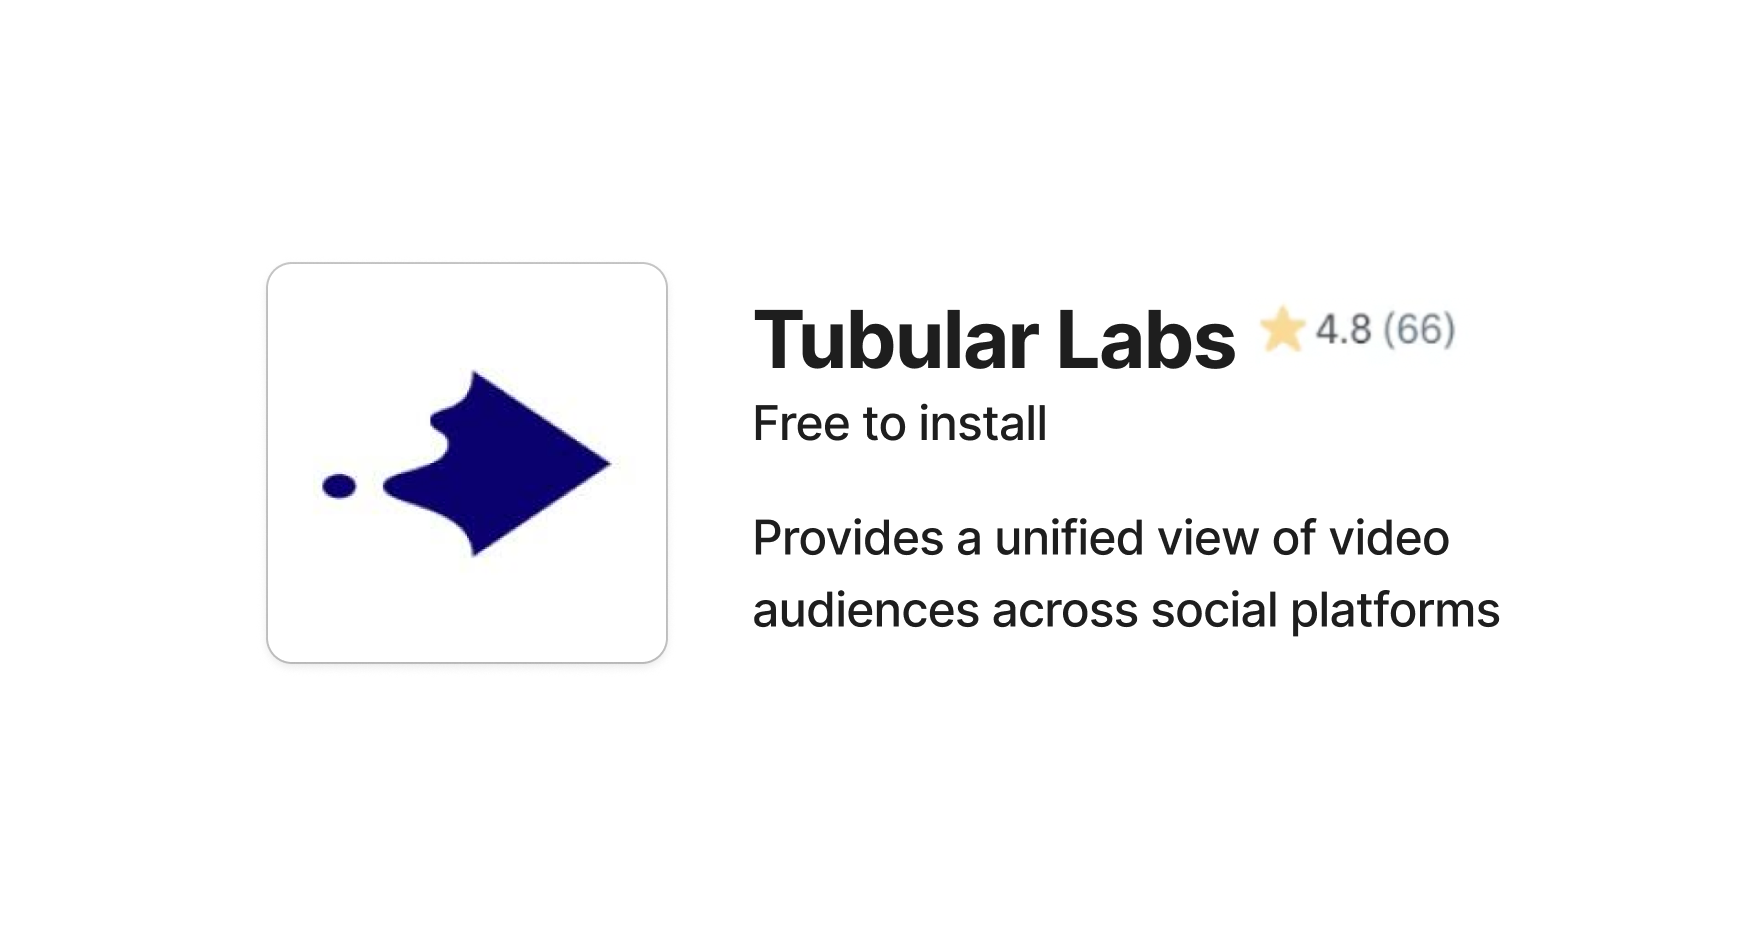 Tubular Labs 4.8 (66)
Free to install
Provides a unified view of video
audiences across social platforms